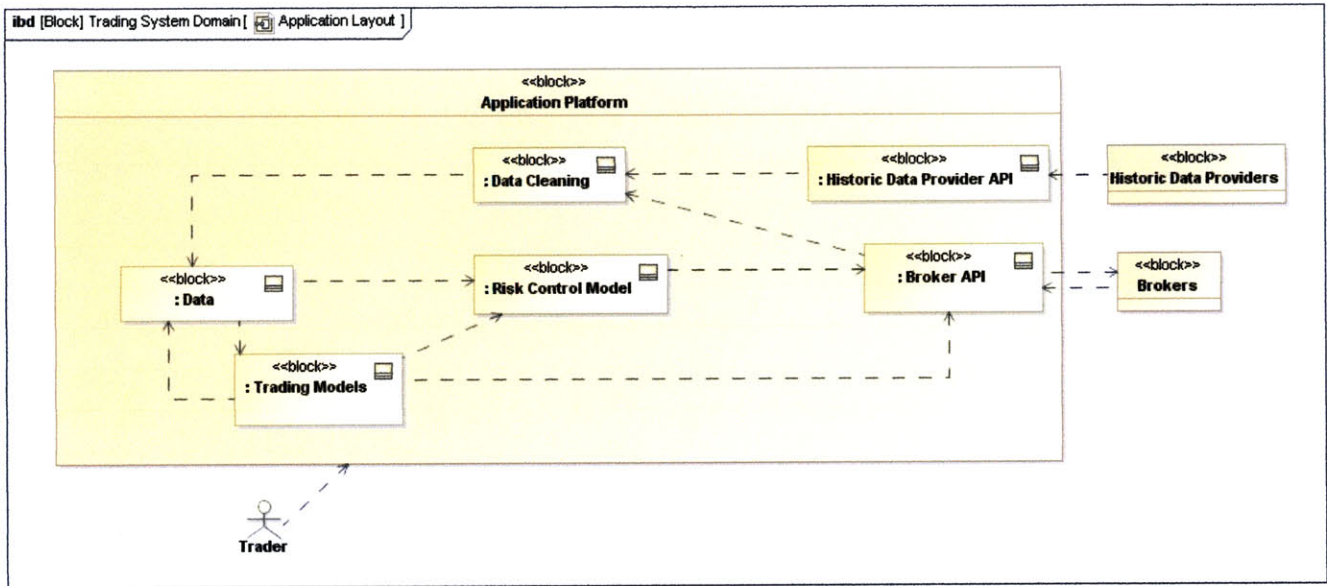 ibd [Block] Trading System Domain [ Application Layout ]
<<block>>
Application Platform
<<block>>
: Data Cleaning
<<block>>
: Historic Data Provider API
<<block>>
Historic Data Providers
<<block>>
: Data
<<block>>
: Risk Control Model
<<block>>
: Broker API
<<block>>
Brokers
<<block>>
: Trading Models
Trader